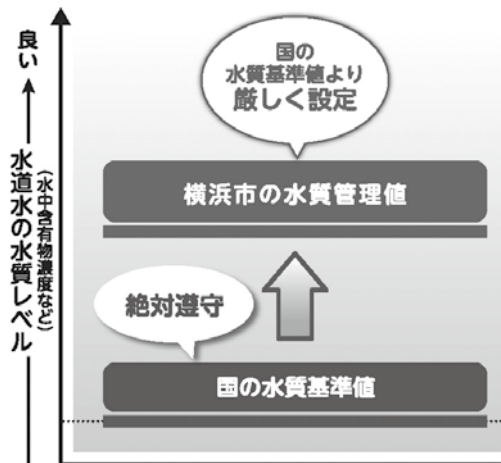 良い
水道水の水質レベル
(水中含有物濃度など)
国の
水質基準値より
厳しく設定
横浜市の水質管理値
絶対遵守
国の水質基準値